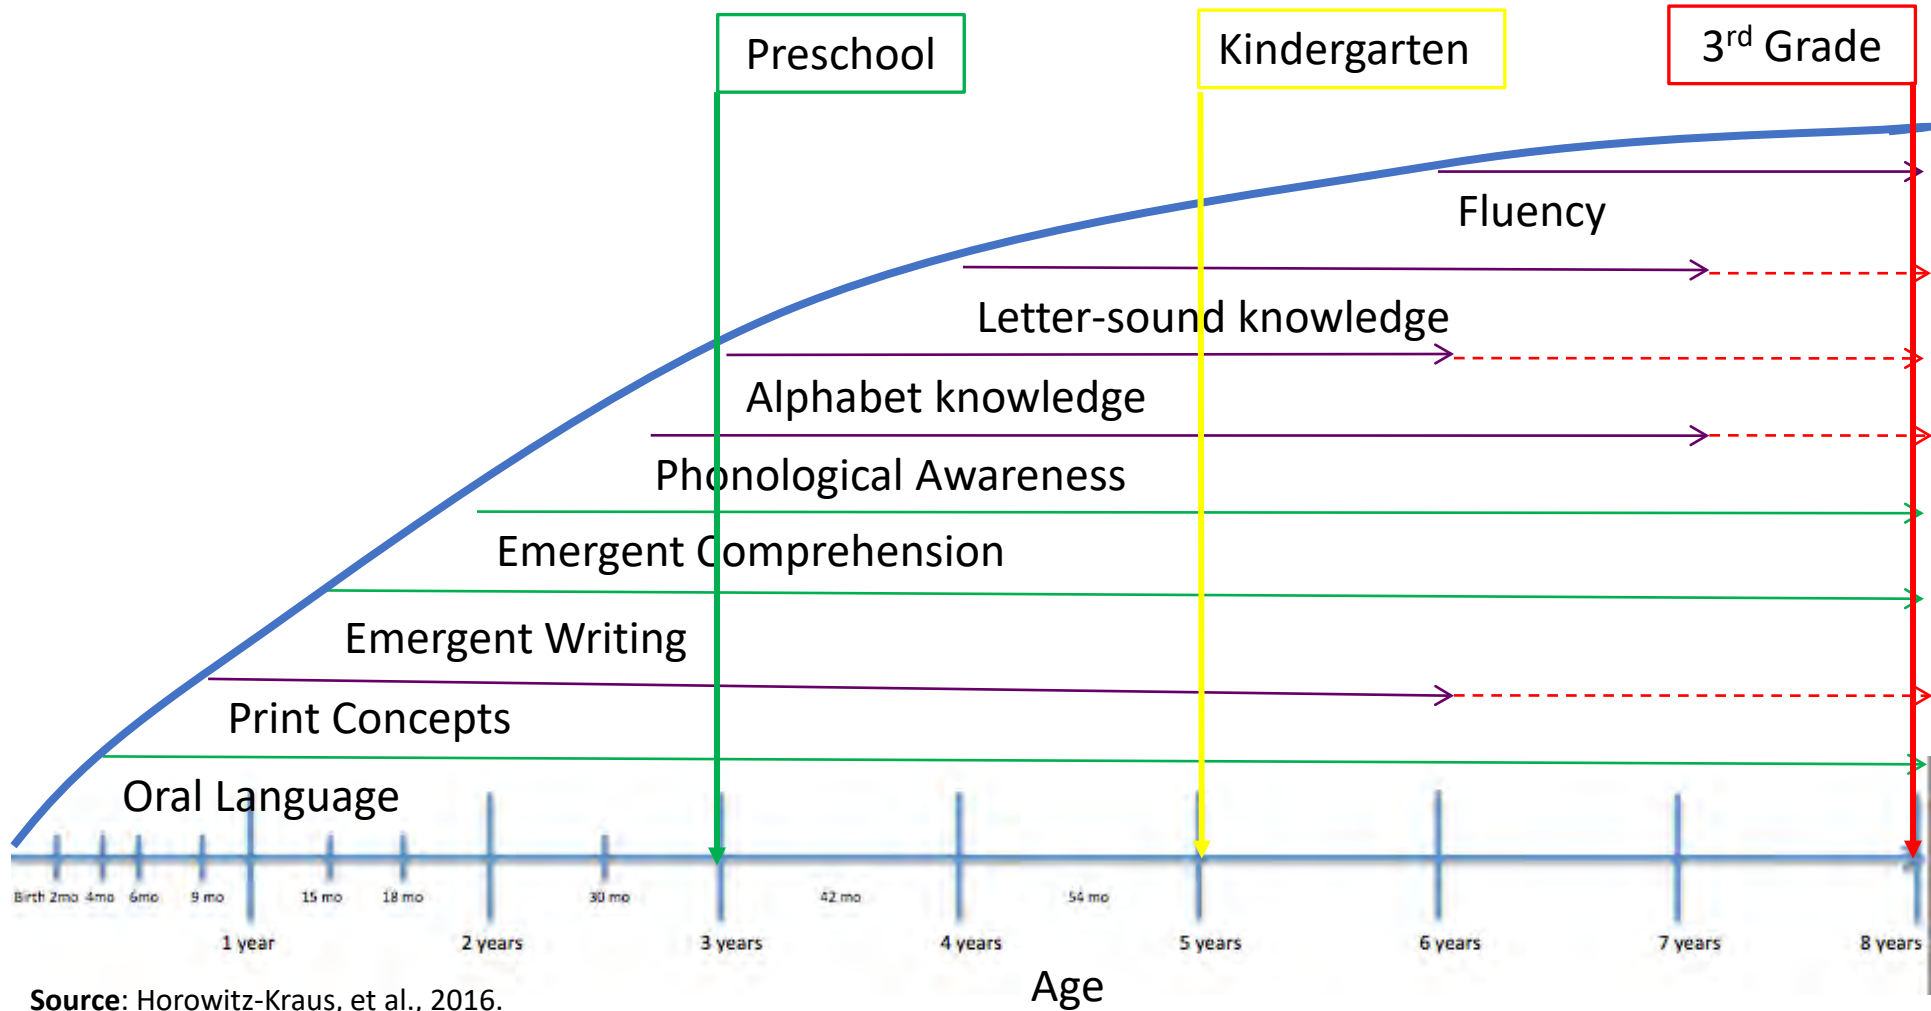 Preschool
Kindergarten
3rd Grade
Fluency
Letter-sound knowledge
Alphabet knowledge
Phonological Awareness
Emergent Comprehension
Emergent Writing
Print Concepts
Oral Language
Birth 2mo 4mo 6mo 9 mo 15 mo 18 mo 30 mo 42 mo 54 mo
1 year 2 years 3 years 4 years 5 years 6 years 7 years 8 years
Age
Source: Horowitz-Kraus, et al., 2016.